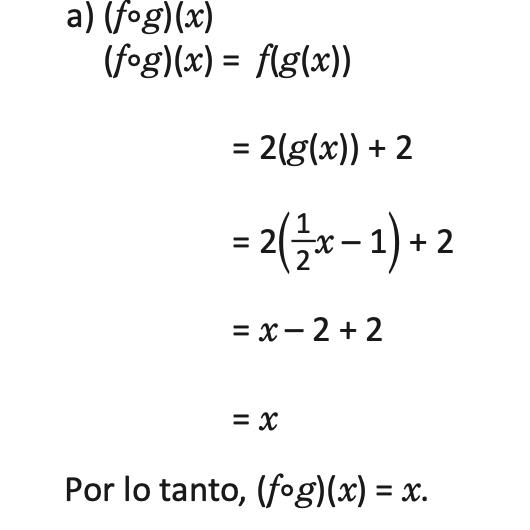 a) (f∘g)(x)
(f∘g)(x) = f(g(x))
= 2(g(x)) + 2
= 2(1/2x – 1) + 2
= x – 2 + 2
= x
Por lo tanto, (f∘g)(x) = x.